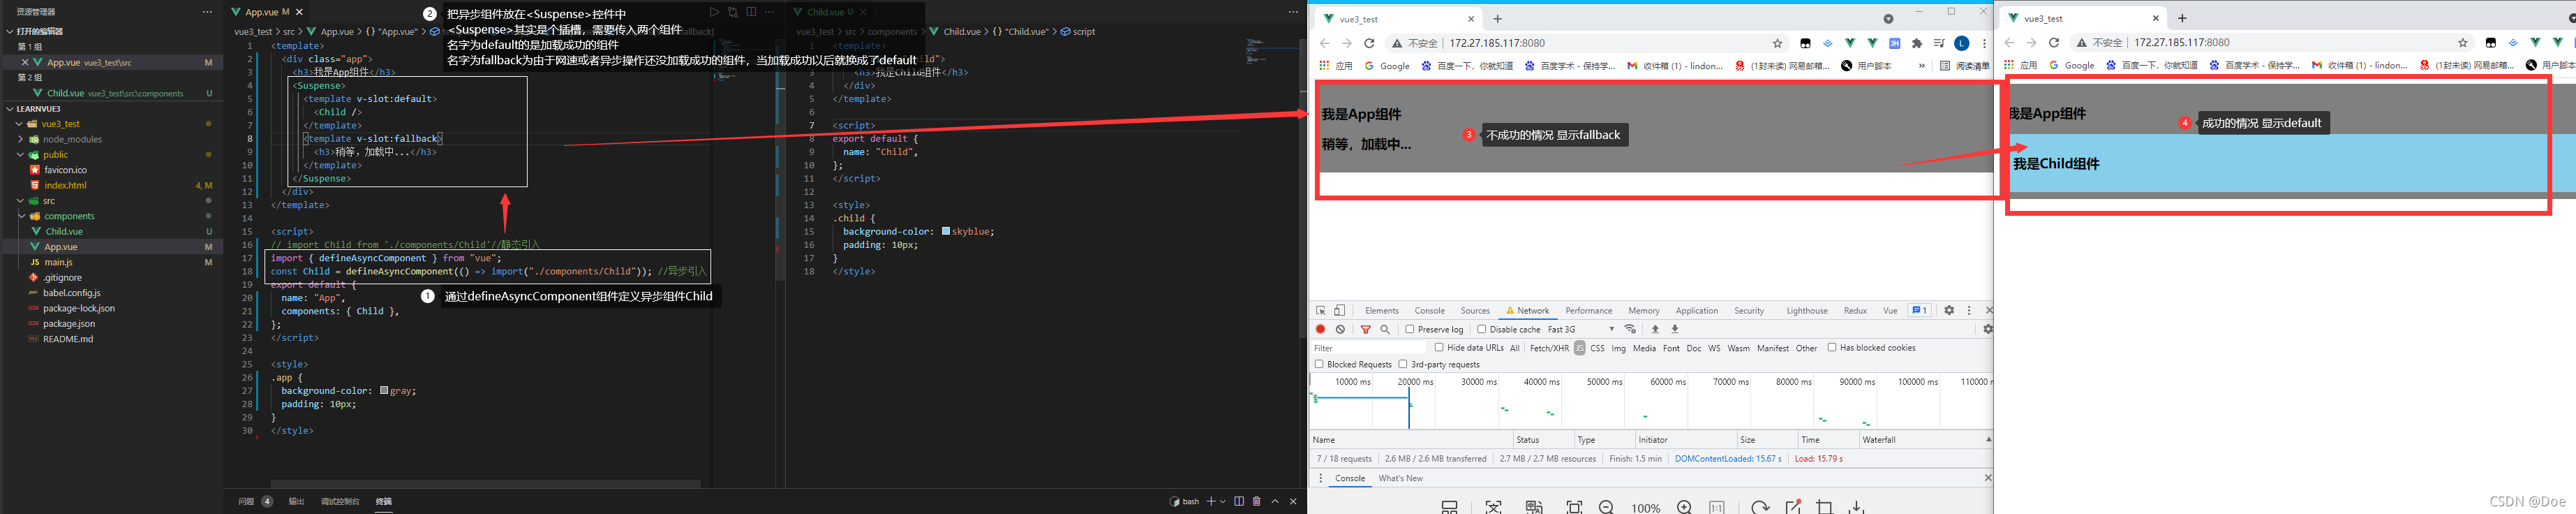 资源管理器
打开的编辑器
第 1 组
App.vue vue3_test\src M
第 2 组
Child.vue vue3_test\src\components U
LEARNVUE3
vue3_test
node_modules
public
favicon.ico
index.html 4, M
src
components
Child.vue U
App.vue M
main.js M
.gitignore
babel.config.js
package-lock.json
package.json
README.md
App.vue M
vue3_test > src > App.vue > {} "App.vue" >
2 把异步组件放在<Suspense>控件中
<Suspense>其实是个插槽，需要传入两个组件
名字为default的是加载成功的组件
名字为fallback为由于网速或者异步操作还没加载成功的组件，当加载成功以后就换成了default
1 <template>
2 <div class="app">
3 <h3>我是App组件</h3>
4 <Suspense>
5 <template v-slot:default>
6 <Child />
7 </template>
8 <template v-slot:fallback>
9 <h3>稍等，加载中...</h3>
10 </template>
11 </Suspense>
12 </div>
13 </template>
14
15 <script>
16 // import Child from './components/Child'//静态引入
17 import { defineAsyncComponent } from "vue";
18 const Child = defineAsyncComponent(() => import("./components/Child")); //异步引入
19 export default {
20 name: "App",
21 components: { Child },
22 };
23 </script>
24
25 <style>
26 .app {
27 background-color: gray;
28 padding: 10px;
29 }
30 </style>
1 通过defineAsyncComponent组件定义异步组件Child
问题 4 输出 调试控制台 终端
bash
Child.vue U
vue3_test > src > components > Child.vue > {} "Child.vue" > script
1 <template>
3 <h3>我是Child组件</h3>
4 </div>
5 </template>
6
7 <script>
8 export default {
9 name: "Child",
10 };
11 </script>
12
13 <style>
14 .child {
15 background-color: skyblue;
16 padding: 10px;
17 }
18 </style>
vue3_test
不安全 | 172.27.185.117:8080
应用 Google 百度一下，你就知道 百度学术 - 保持学... 收件箱 (1) - lindon... (1封未读) 网易邮箱... 用户脚本 » 阅读清单
我是App组件
稍等，加载中...
3 不成功的情况 显示fallback
Elements Console Sources Network Performance Memory Application Security Lighthouse Redux Vue 1
Preserve log Disable cache Fast 3G
Filter Hide data URLs All Fetch/XHR JS CSS Img Media Font Doc WS Wasm Manifest Other Has blocked cookies
Blocked Requests 3rd-party requests
10000 ms 20000 ms 30000 ms 40000 ms 50000 ms 60000 ms 70000 ms 80000 ms 90000 ms 100000 ms 110000 m
Name Status Type Initiator Size Time Waterfall
7 / 18 requests 2.6 MB / 2.6 MB transferred 2.7 MB / 2.7 MB resources Finish: 1.5 min DOMContentLoaded: 15.67 s Load: 15.79 s
Console What's New
100% 1:1
vue3_test
不安全 | 172.27.185.117:8080
应用 Google 百度一下，你就知道 百度学术 - 保持学... 收件箱 (1) - lindon... (1封未读) 网易邮箱... 用户脚本
我是App组件
4 成功的情况 显示default
我是Child组件
CSDN @Doe